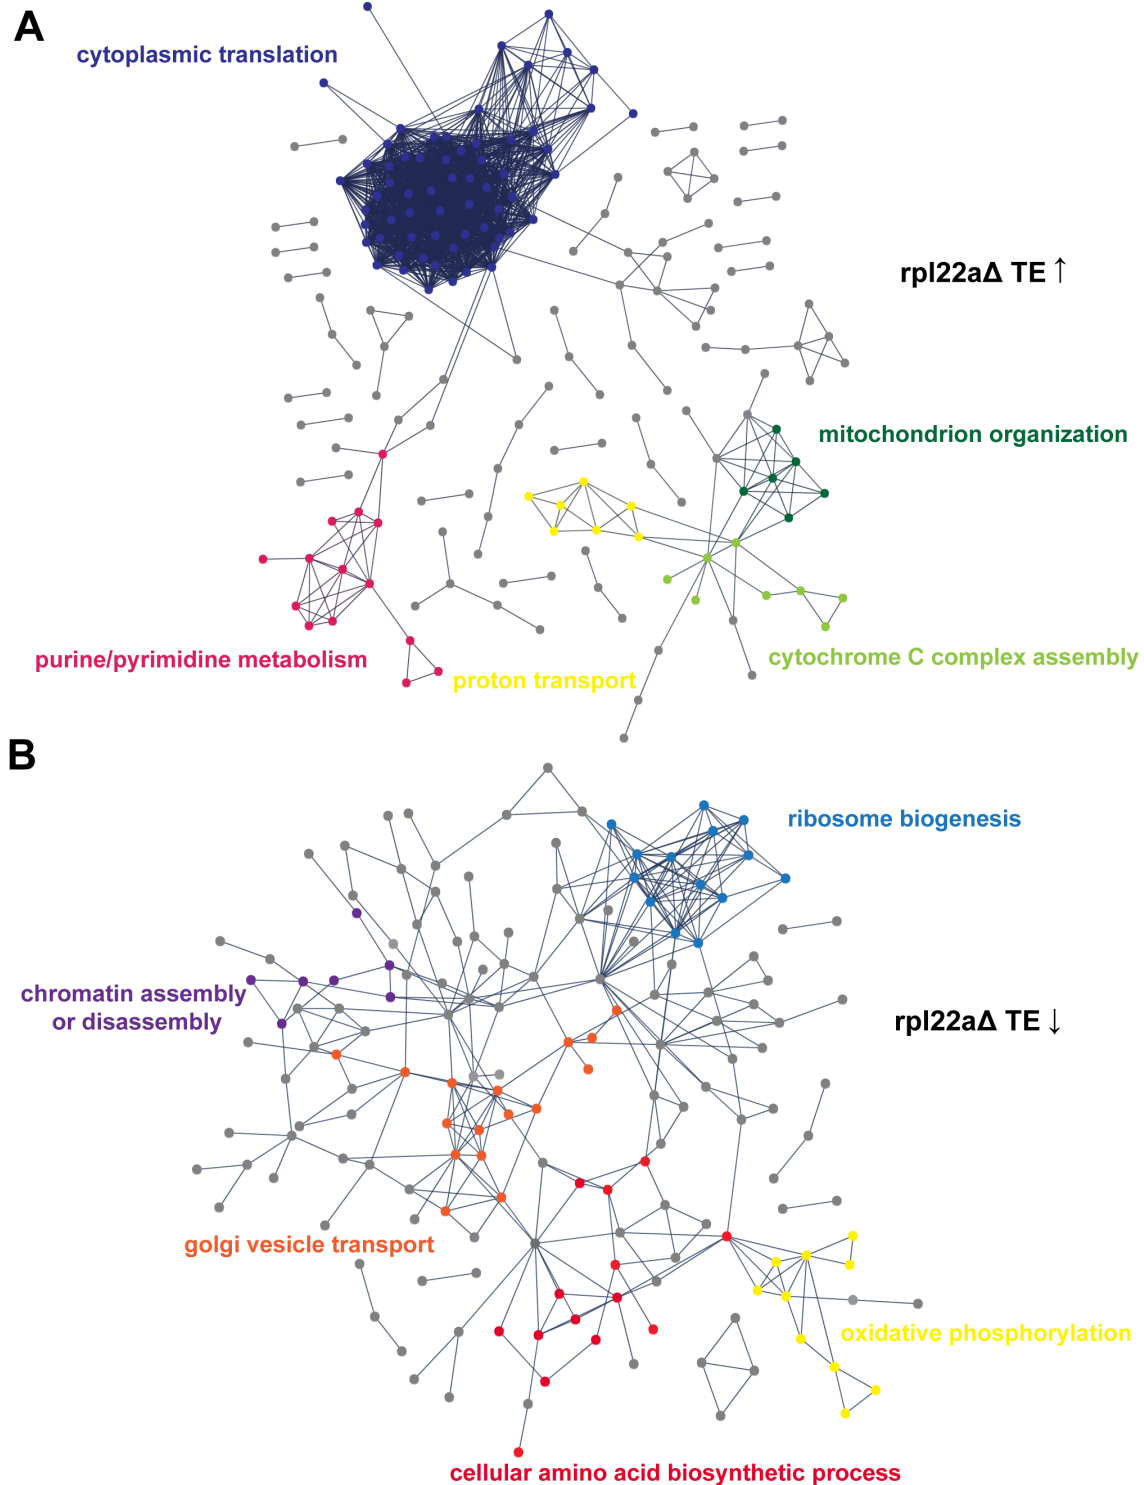 A
cytoplasmic translation
rpl22aΔ TE ↑
mitochondrion organization
purine/pyrimidine metabolism
proton transport
cytochrome C complex assembly
B
ribosome biogenesis
chromatin assembly
or disassembly
rpl22aΔ TE ↓
golgi vesicle transport
oxidative phosphorylation
cellular amino acid biosynthetic process